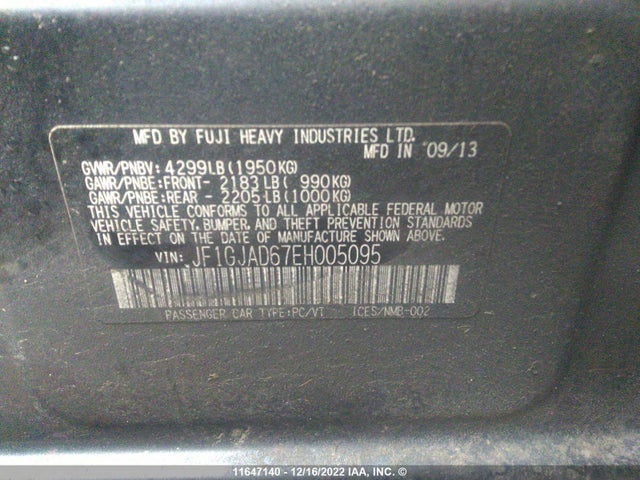 MFD BY FUJI HEAVY INDUSTRIES LTD.
MFD IN '09/13
GVWR/PNBV: 4299LB(1950KG)
GAWR/PNBE:FRONT- 2183LB( 990KG)
GAWR/PNBE:REAR - 2205LB(1000KG)
THIS VEHICLE CONFORMS TO ALL APPLICABLE FEDERAL MOTOR
VEHICLE SAFETY, BUMPER, AND THEFT PREVENTION STANDARDS
IN EFFECT ON THE DATE OF MANUFACTURE SHOWN ABOVE.
VIN: JF1GJAD67EH005095
PASSENGER CAR TYPE:PC/VT ICES/NMB-002
11647140 - 12/16/2022 IAA, INC. ©